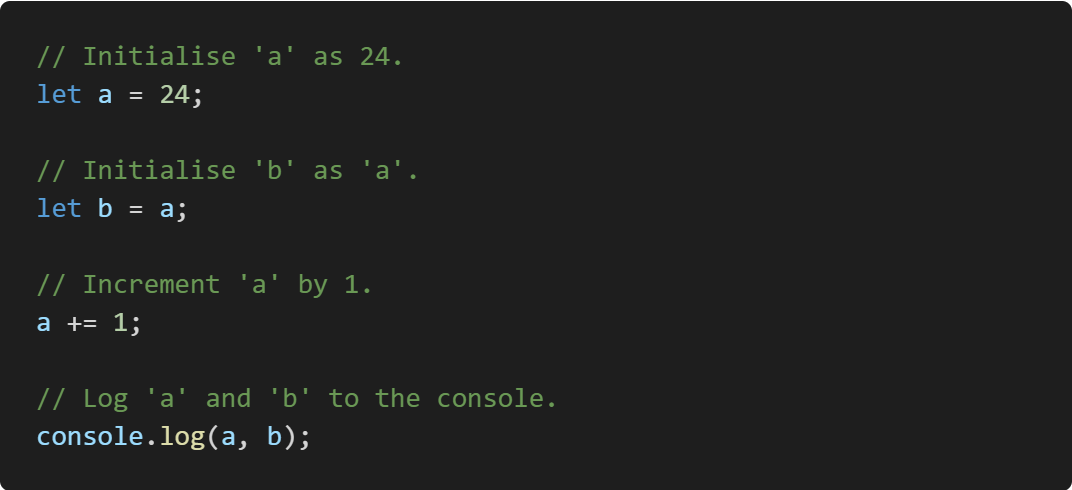 // Initialise 'a' as 24.
let a = 24;
// Initialise 'b' as 'a'.
let b = a;
// Increment 'a' by 1.
a += 1;
// Log 'a' and 'b' to the console.
console.log(a, b);